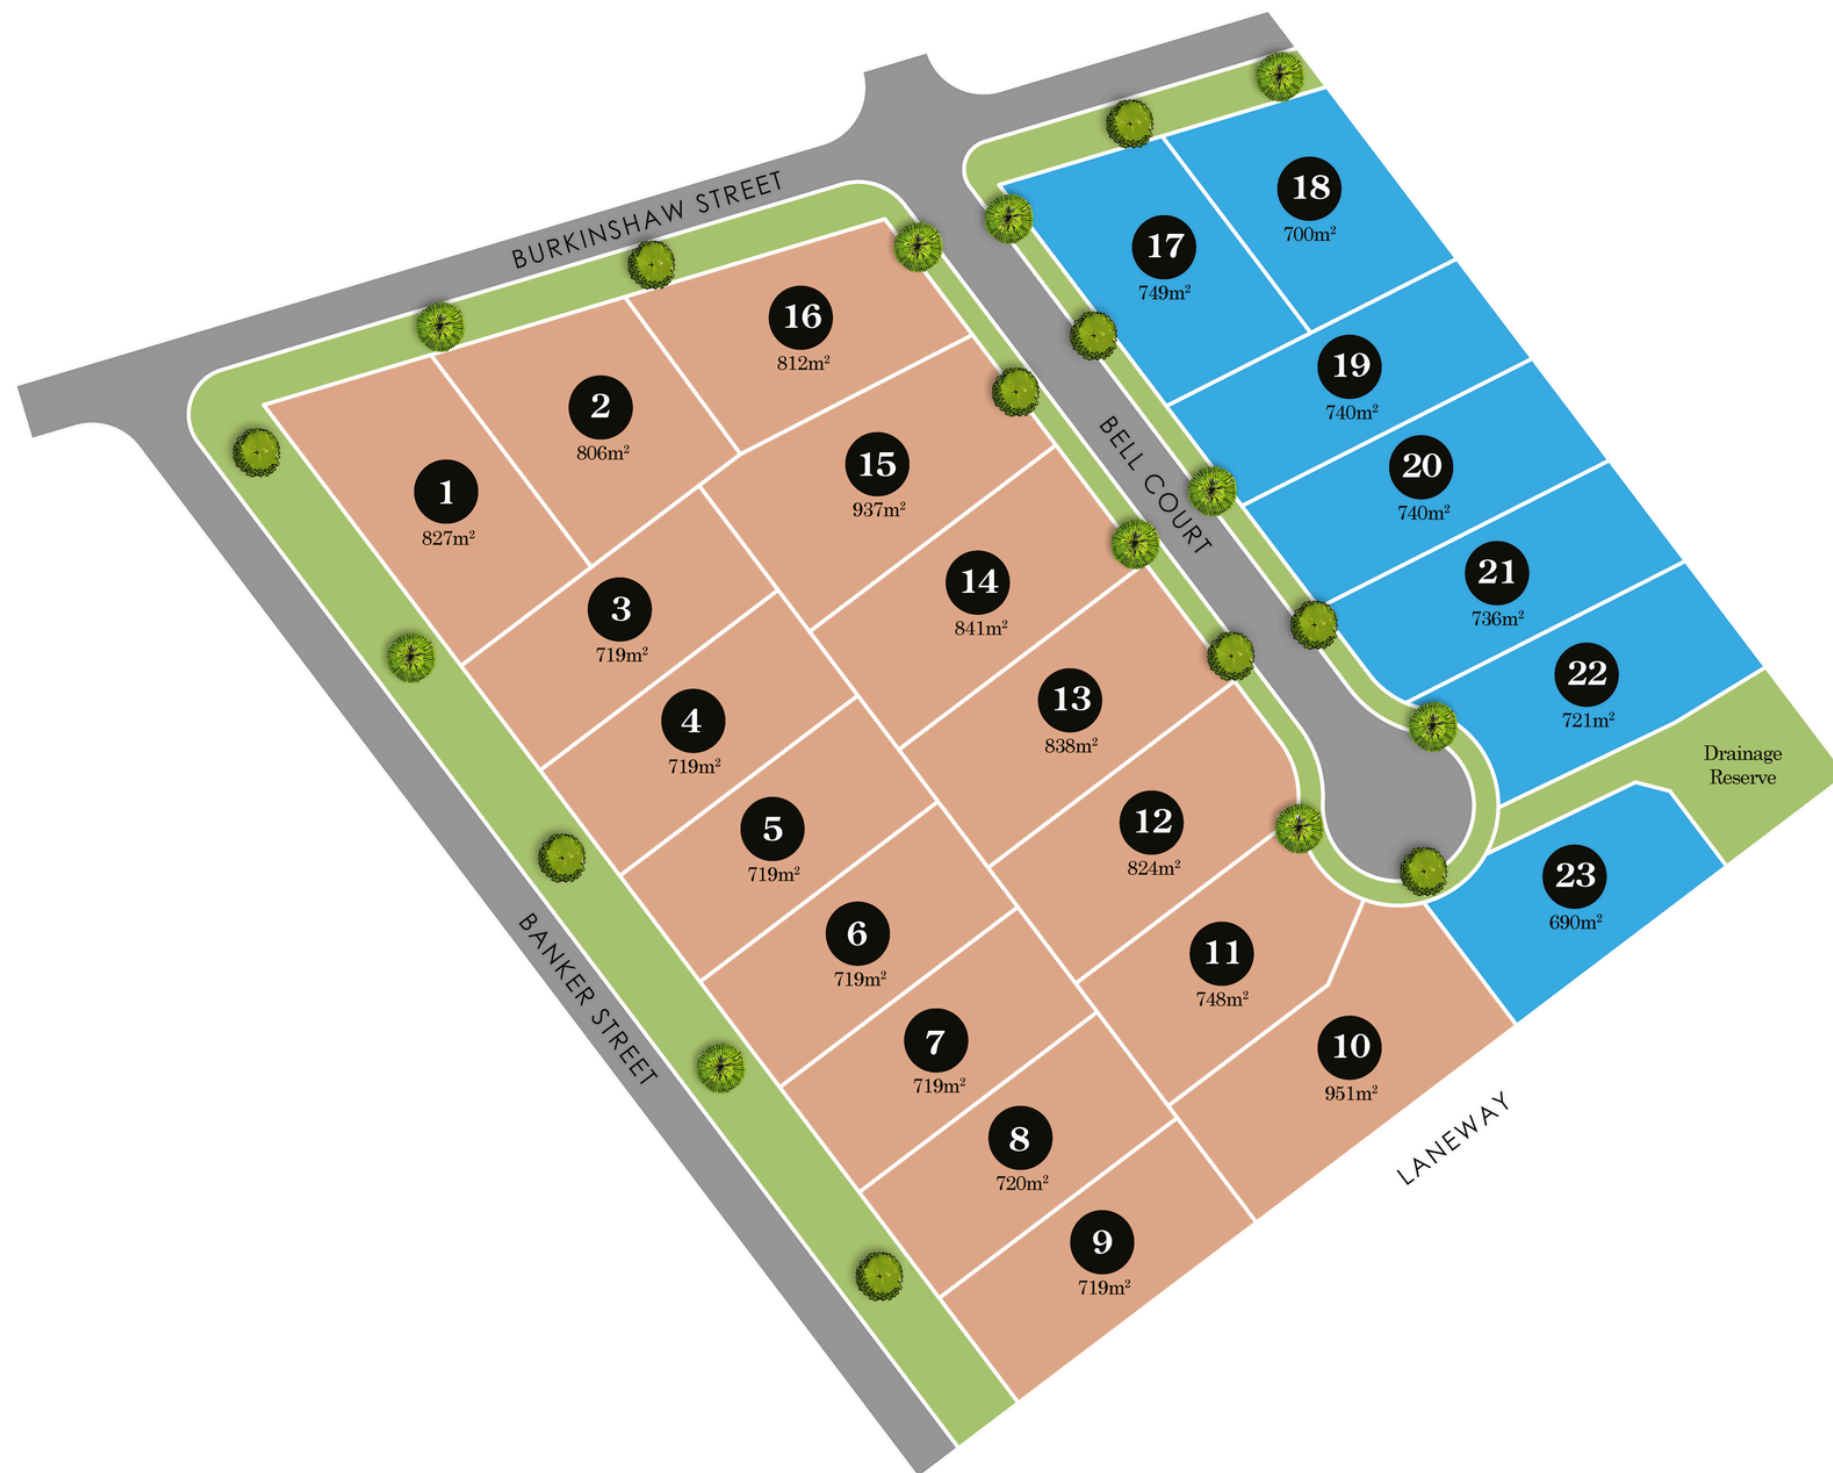 BURKINSHAW STREET
BELL COURT
BANKER STREET
LANEWAY
Drainage
Reserve
1
827m²
2
806m²
3
719m²
4
719m²
5
719m²
6
719m²
7
719m²
8
720m²
9
719m²
10
951m²
11
748m²
12
824m²
13
838m²
14
841m²
15
937m²
16
812m²
17
749m²
18
700m²
19
740m²
20
740m²
21
736m²
22
721m²
23
690m²